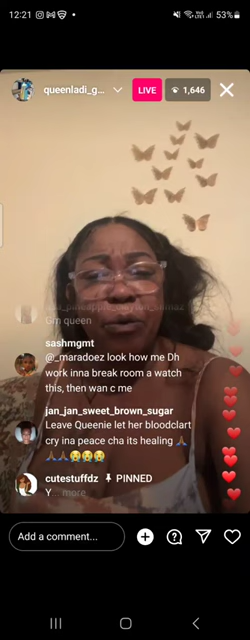 12:21
53%
queenladi_g...
LIVE
1,646
Gm queen
sashmgmt
@_maradoez look how me Dh
work inna break room a watch
this, then wan c me
jan_jan_sweet_brown_sugar
Leave Queenie let her bloodclart
cry ina peace cha its healing 🙏🏾
🙏🏾🙏🏾😭😭😭
cutestuffdz PINNED
Y... more
Add a comment...